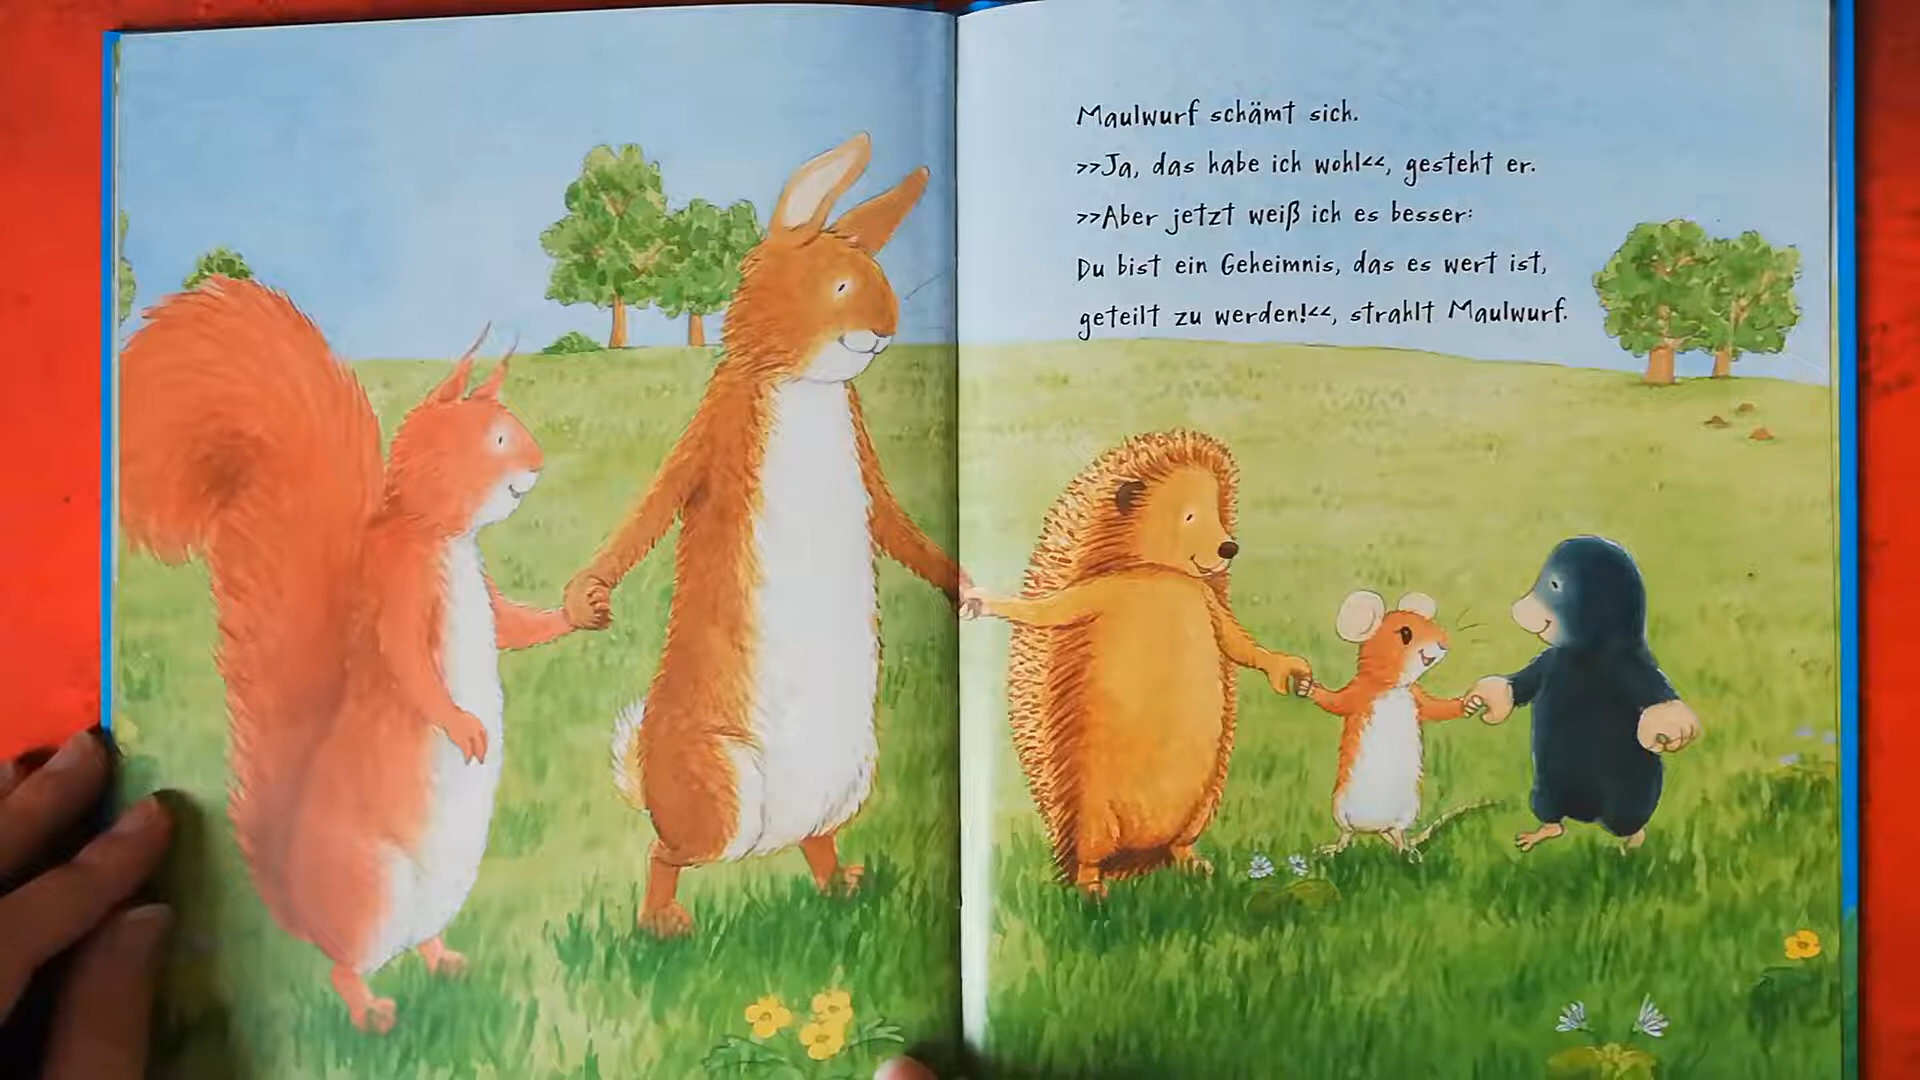 Maulwurf schämt sich.
>>Ja, das habe ich wohl<<, gesteht er.
>>Aber jetzt weiß ich es besser:
Du bist ein Geheimnis, das es wert ist,
geteilt zu werden!<<, strahlt Maulwurf.